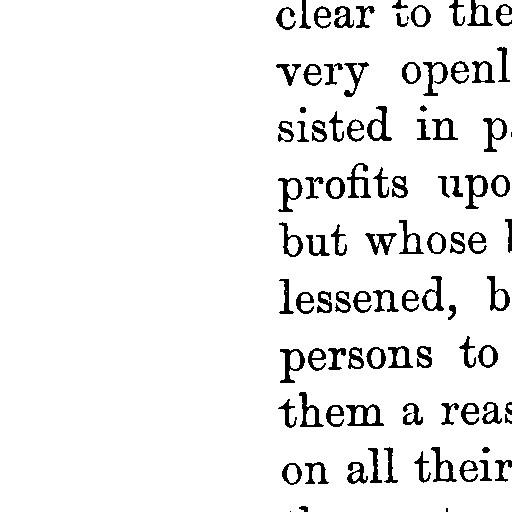 clear to the
very openl
sisted in p
profits upo
but whose
lessened, b
persons to
them a reas
on all their